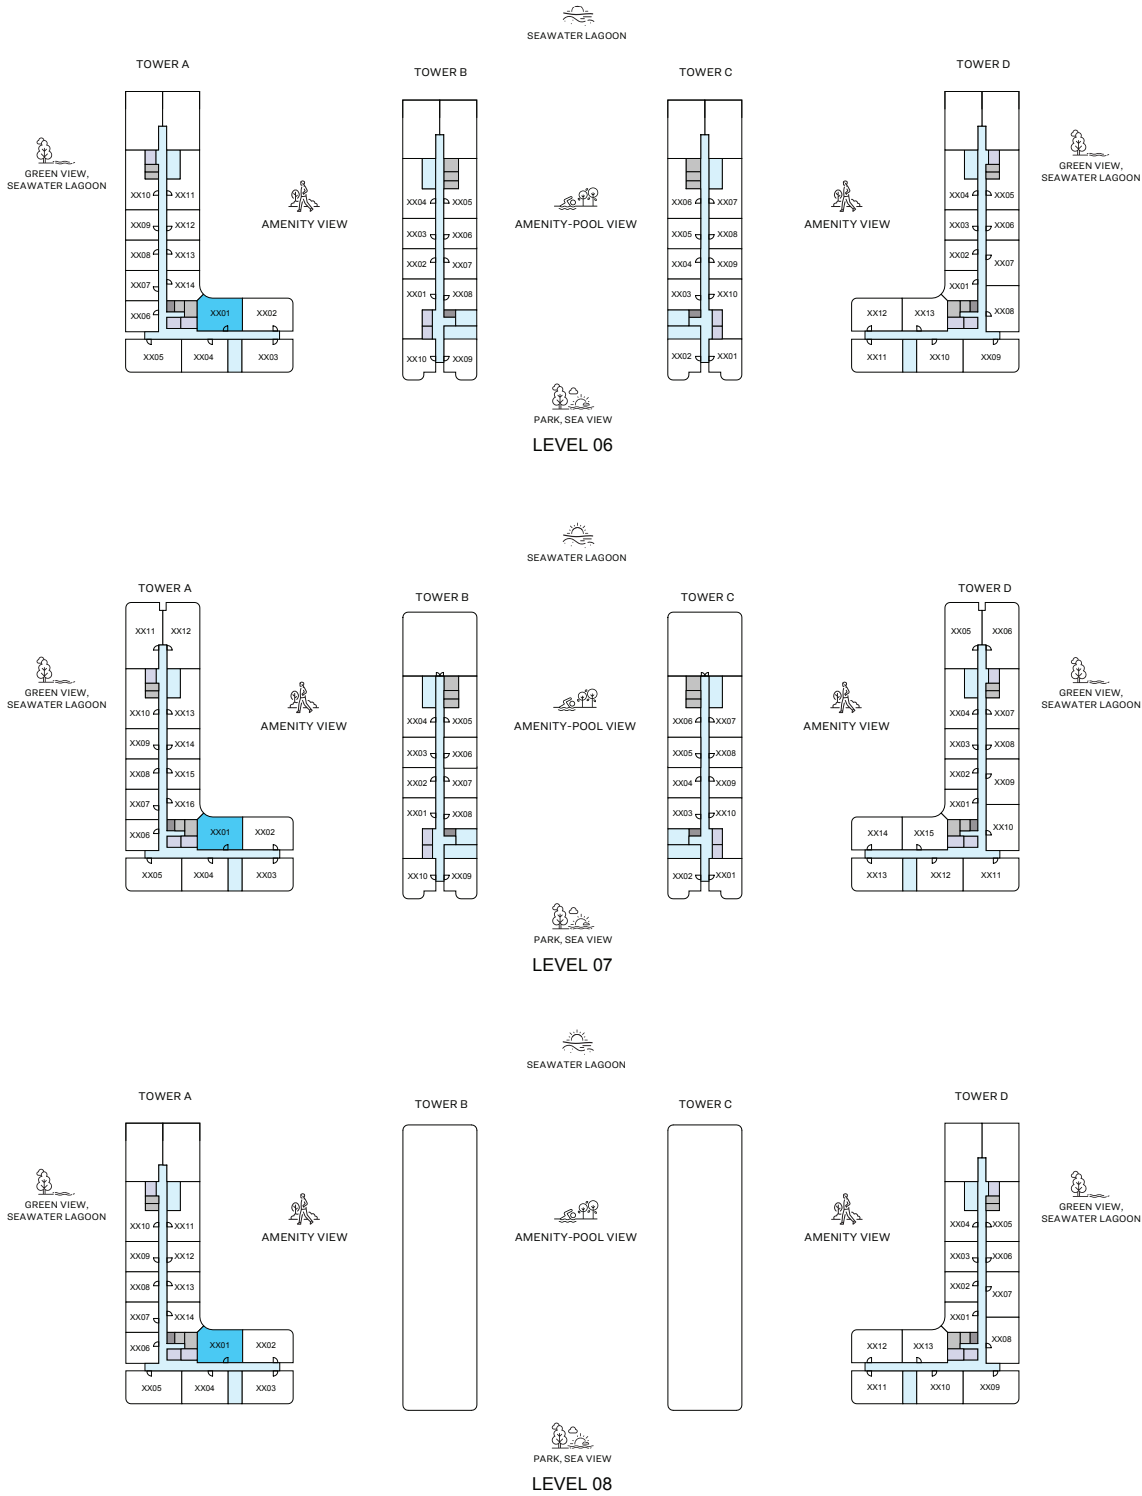 SEAWATER LAGOON
TOWER A
TOWER B
TOWER C
TOWER D
GREEN VIEW,
SEAWATER LAGOON
AMENITY VIEW
AMENITY-POOL VIEW
AMENITY VIEW
GREEN VIEW,
SEAWATER LAGOON
XX10 XX11
XX09 XX12
XX08 XX13
XX07 XX14
XX06 XX01 XX02
XX05 XX04 XX03
XX04 XX05
XX03 XX06
XX02 XX07
XX01 XX08
XX10 XX09
XX06 XX07
XX05 XX08
XX04 XX09
XX03 XX10
XX02 XX01
XX04 XX05
XX03 XX06
XX02 XX07
XX01
XX12 XX13 XX08
XX11 XX10 XX09
PARK, SEA VIEW
LEVEL 06
SEAWATER LAGOON
TOWER A
TOWER B
TOWER C
TOWER D
GREEN VIEW,
SEAWATER LAGOON
AMENITY VIEW
AMENITY-POOL VIEW
AMENITY VIEW
GREEN VIEW,
SEAWATER LAGOON
XX11 XX12
XX10 XX13
XX09 XX14
XX08 XX15
XX07 XX16
XX06 XX01 XX02
XX05 XX04 XX03
XX04 XX05
XX03 XX06
XX02 XX07
XX01 XX08
XX10 XX09
XX06 XX07
XX05 XX08
XX04 XX09
XX03 XX10
XX02 XX01
XX05 XX06
XX04 XX07
XX03 XX08
XX02 XX09
XX01
XX14 XX15 XX10
XX13 XX12 XX11
PARK, SEA VIEW
LEVEL 07
SEAWATER LAGOON
TOWER A
TOWER B
TOWER C
TOWER D
GREEN VIEW,
SEAWATER LAGOON
AMENITY VIEW
AMENITY-POOL VIEW
AMENITY VIEW
GREEN VIEW,
SEAWATER LAGOON
XX10 XX11
XX09 XX12
XX08 XX13
XX07 XX14
XX06 XX01 XX02
XX05 XX04 XX03
XX04 XX05
XX03 XX06
XX02 XX07
XX01
XX12 XX13 XX08
XX11 XX10 XX09
PARK, SEA VIEW
LEVEL 08